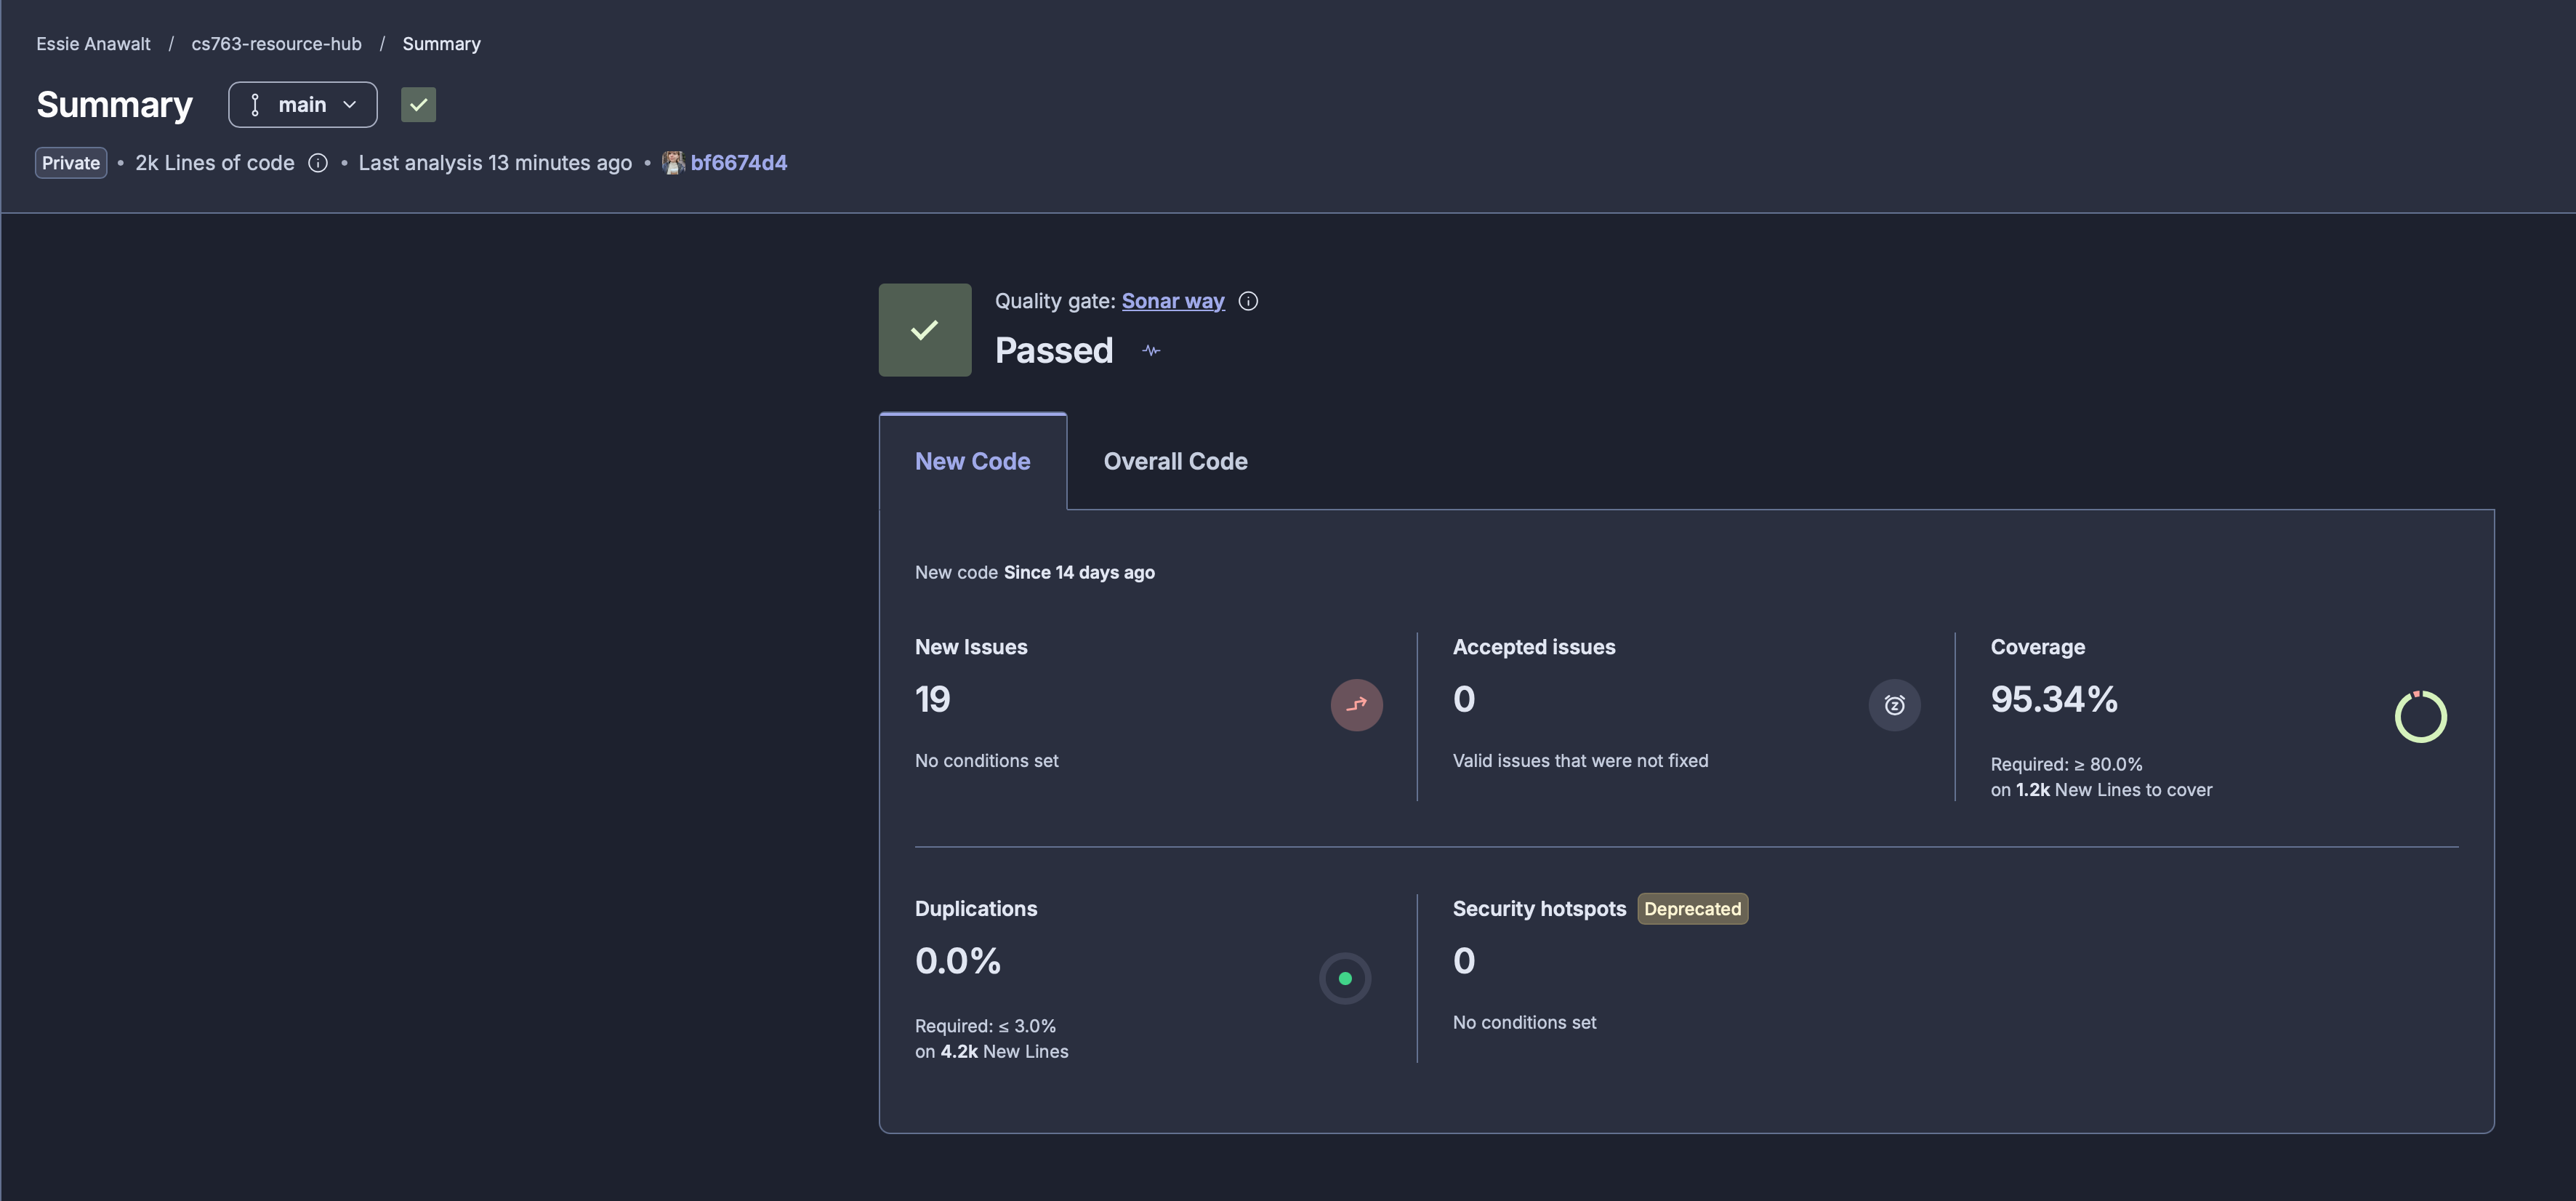 Essie Anawalt / cs763-resource-hub / Summary
Summary main
Private • 2k Lines of code • Last analysis 13 minutes ago • bf6674d4
Quality gate: Sonar way
Passed
New Code Overall Code
New code Since 14 days ago
New Issues
19
No conditions set
Accepted issues
0
Valid issues that were not fixed
Coverage
95.34%
Required: ≥ 80.0%
on 1.2k New Lines to cover
Duplications
0.0%
Required: ≤ 3.0%
on 4.2k New Lines
Security hotspots Deprecated
0
No conditions set